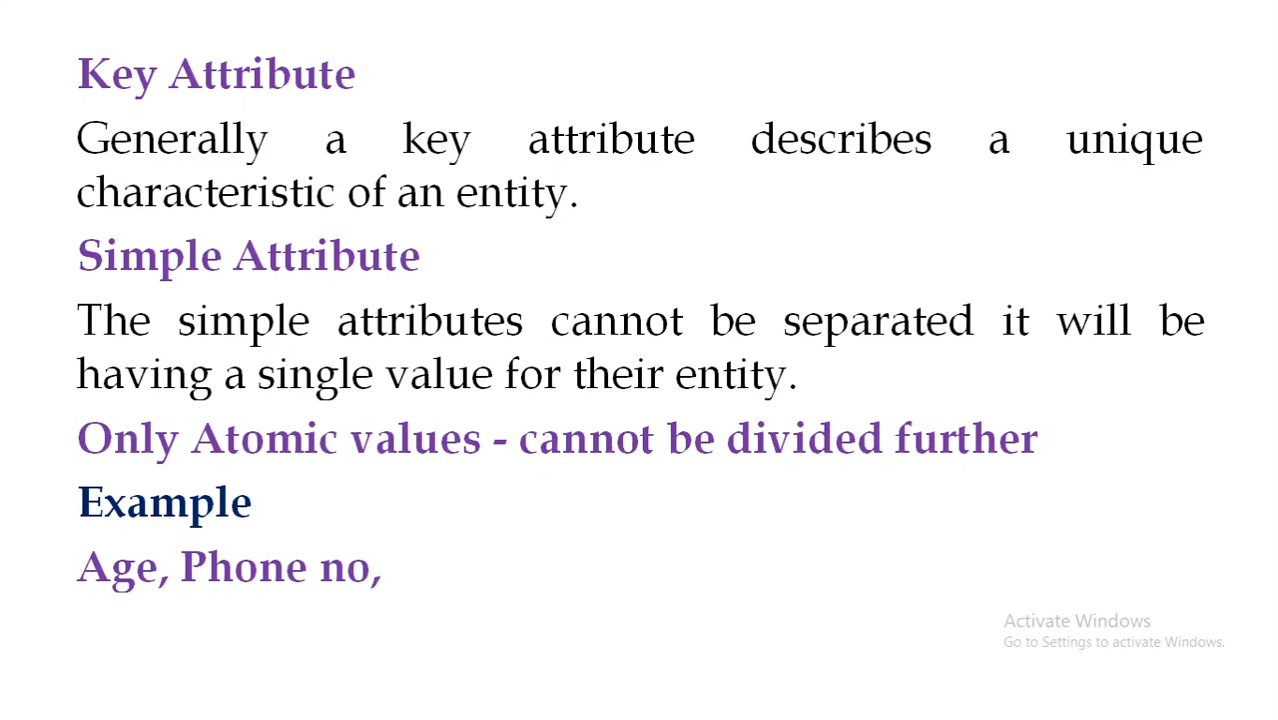 Key Attribute
Generally a key attribute describes a unique
characteristic of an entity.
Simple Attribute
The simple attributes cannot be separated it will be
having a single value for their entity.
Only Atomic values - cannot be divided further
Example
Age, Phone no,
Activate Windows
Go to Settings to activate Windows.